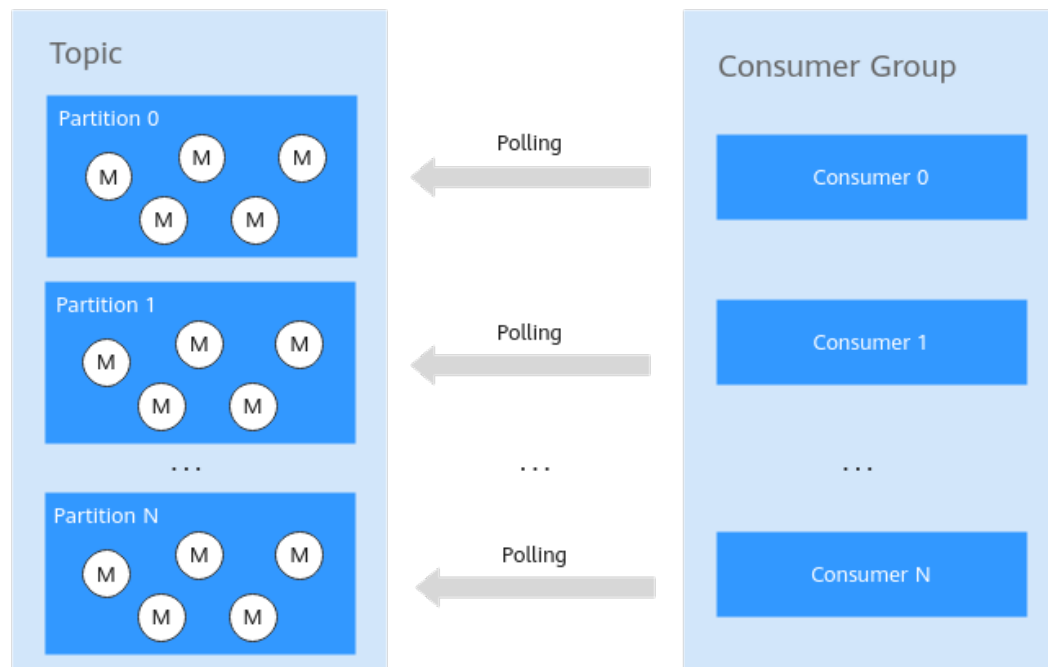 Topic
Consumer Group
Partition 0
M
M
M
M
M
Polling
Consumer 0
Partition 1
M
M
M
M
M
Polling
Consumer 1
...
...
...
Partition N
M
M
M
M
M
Polling
Consumer N